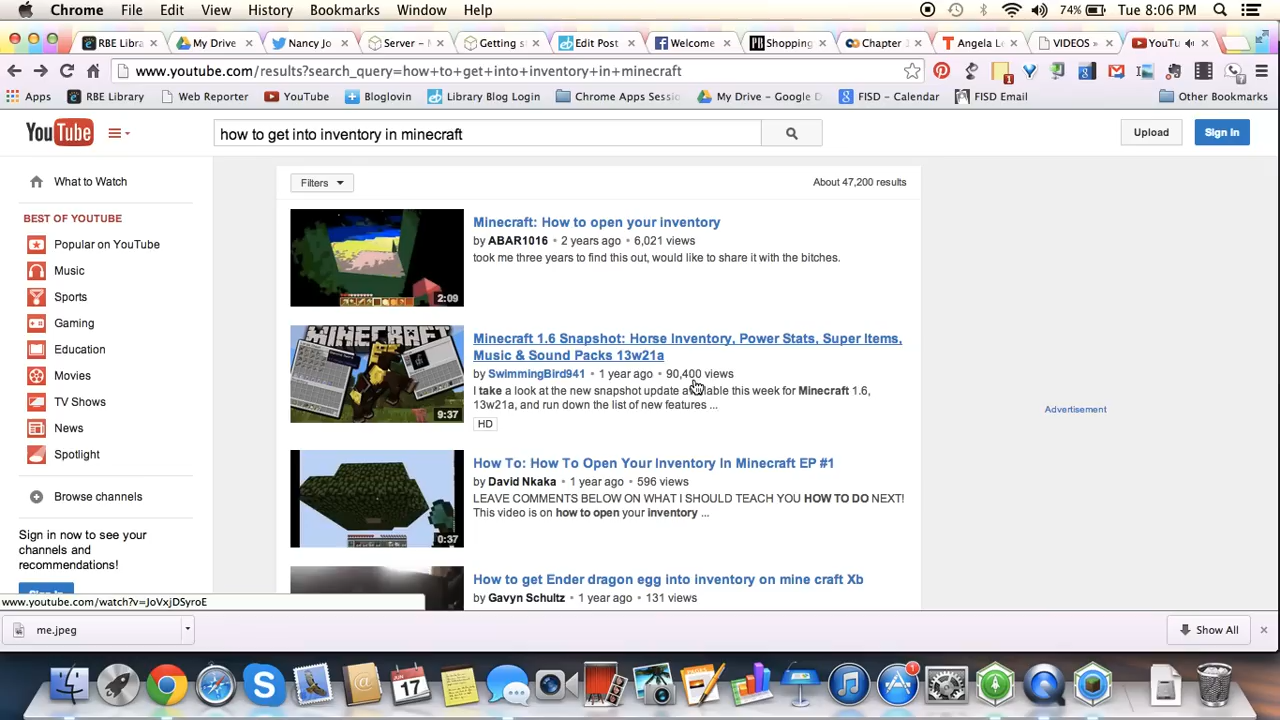 Chrome File Edit View History Bookmarks Window Help 74% Tue 8:06 PM
RBE Libra My Drive Nancy Jo Server – M Getting s Edit Post Welcome Shopping Chapter Angela Le VIDEOS » YouTu
www.youtube.com/results?search_query=how+to+get+into+inventory+in+minecraft
Apps RBE Library Web Reporter YouTube Bloglovin Library Blog Login Chrome Apps Sessi My Drive - Google D FISD – Calendar FISD Email Other Bookmarks
YouTube how to get into inventory in minecraft Upload Sign In
What to Watch
BEST OF YOUTUBE
Popular on YouTube
Music
Sports
Gaming
Education
Movies
TV Shows
News
Spotlight
Browse channels
Sign in now to see your
channels and
recommendations!
Sign In
Filters About 47,200 results
Minecraft: How to open your inventory
by ABAR1016 • 2 years ago • 6,021 views
took me three years to find this out, would like to share it with the bitches.
2:09
MINECRAFT
Minecraft 1.6 Snapshot: Horse Inventory, Power Stats, Super Items,
Music & Sound Packs 13w21a
by SwimmingBird941 • 1 year ago • 90,400 views
I take a look at the new snapshot update available this week for Minecraft 1.6,
13w21a, and run down the list of new features ...
9:37
HD
How To: How To Open Your Inventory In Minecraft EP #1
by David Nkaka • 1 year ago • 596 views
LEAVE COMMENTS BELOW ON WHAT I SHOULD TEACH YOU HOW TO DO NEXT!
This video is on how to open your inventory ...
0:37
How to get Ender dragon egg into inventory on mine craft Xb
by Gavyn Schultz • 1 year ago • 131 views
Advertisement
www.youtube.com/watch?v=JoVxjDSyroE
me.jpeg Show All
JUN
17
1